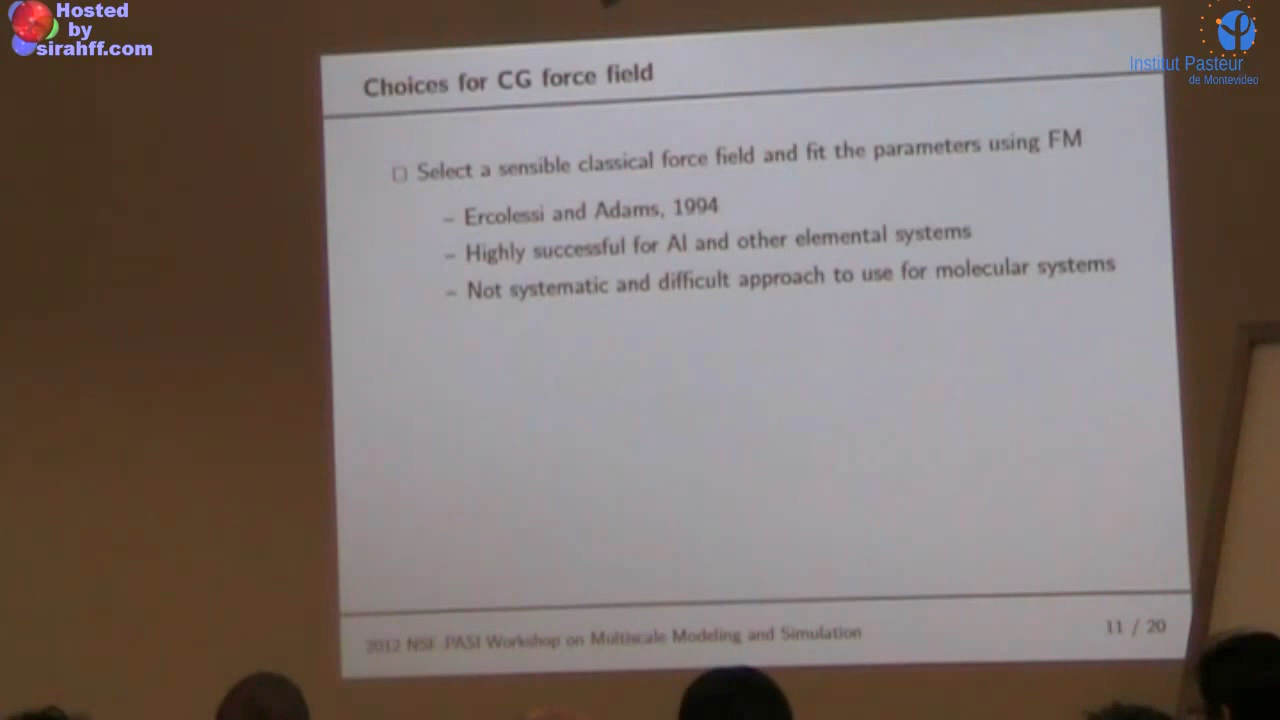 Hosted
by
sirahff.com
Institut Pasteur
de Montevideo
Choices for CG force field
Select a sensible classical force field and fit the parameters using FM
– Ercolessi and Adams, 1994
– Highly successful for Al and other elemental systems
– Not systematic and difficult approach to use for molecular systems
2012 NSF-PASI Workshop on Multiscale Modeling and Simulation
11 / 20